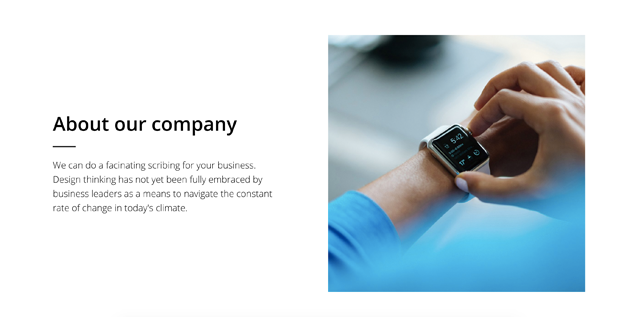 About our company
We can do a facinating scribing for your business.
Design thinking has not yet been fully embraced by
business leaders as a means to navigate the constant
rate of change in today's climate.
5:42